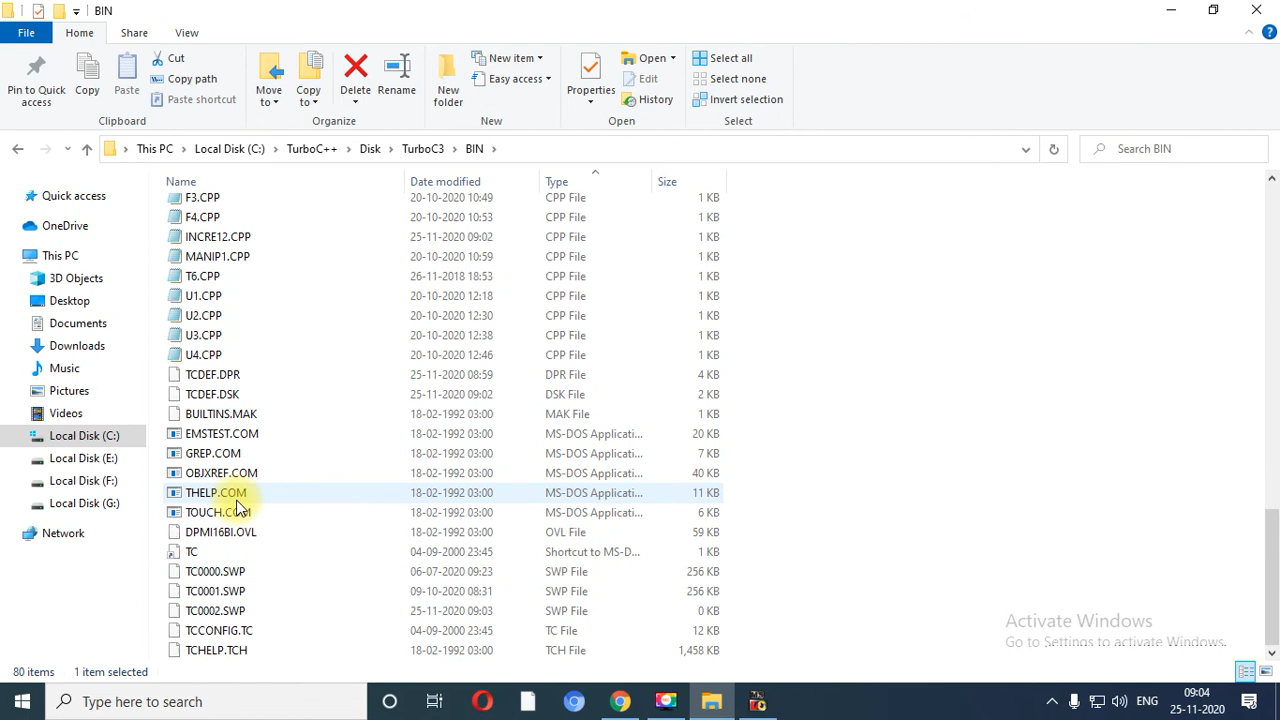 BIN
File Home Share View
Pin to Quick access
Copy
Paste
Cut
Copy path
Paste shortcut
Clipboard
Move to
Copy to
Delete
Rename
Organize
New folder
New item
Easy access
New
Properties
Open
Edit
History
Open
Select all
Select none
Invert selection
Select
This PC Local Disk (C:) TurboC++ Disk TurboC3 BIN
Search BIN
Quick access
OneDrive
This PC
3D Objects
Desktop
Documents
Downloads
Music
Pictures
Videos
Local Disk (C:)
Local Disk (E:)
Local Disk (F:)
Local Disk (G:)
Network
Name Date modified Type Size
F3.CPP 20-10-2020 10:49 CPP File 1 KB
F4.CPP 20-10-2020 10:53 CPP File 1 KB
INCRE12.CPP 25-11-2020 09:02 CPP File 1 KB
MANIP1.CPP 20-10-2020 10:59 CPP File 1 KB
T6.CPP 26-11-2018 18:53 CPP File 1 KB
U1.CPP 20-10-2020 12:18 CPP File 1 KB
U2.CPP 20-10-2020 12:30 CPP File 1 KB
U3.CPP 20-10-2020 12:38 CPP File 1 KB
U4.CPP 20-10-2020 12:46 CPP File 1 KB
TCDEF.DPR 25-11-2020 08:59 DPR File 4 KB
TCDEF.DSK 25-11-2020 09:02 DSK File 2 KB
BUILTINS.MAK 18-02-1992 03:00 MAK File 1 KB
EMSTEST.COM 18-02-1992 03:00 MS-DOS Applicati... 20 KB
GREP.COM 18-02-1992 03:00 MS-DOS Applicati... 7 KB
OBJXREF.COM 18-02-1992 03:00 MS-DOS Applicati... 40 KB
THELP.COM 18-02-1992 03:00 MS-DOS Applicati... 11 KB
TOUCH.COM 18-02-1992 03:00 MS-DOS Applicati... 6 KB
DPMI16BI.OVL 18-02-1992 03:00 OVL File 59 KB
TC 04-09-2000 23:45 Shortcut to MS-D... 1 KB
TC0000.SWP 06-07-2020 09:23 SWP File 256 KB
TC0001.SWP 09-10-2020 08:31 SWP File 256 KB
TC0002.SWP 25-11-2020 09:03 SWP File 0 KB
TCCONFIG.TC 04-09-2000 23:45 TC File 12 KB
TCHELP.TCH 18-02-1992 03:00 TCH File 1,458 KB
Activate Windows
Go to Settings to activate Windows.
80 items 1 item selected
Type here to search
ENG
09:04
25-11-2020